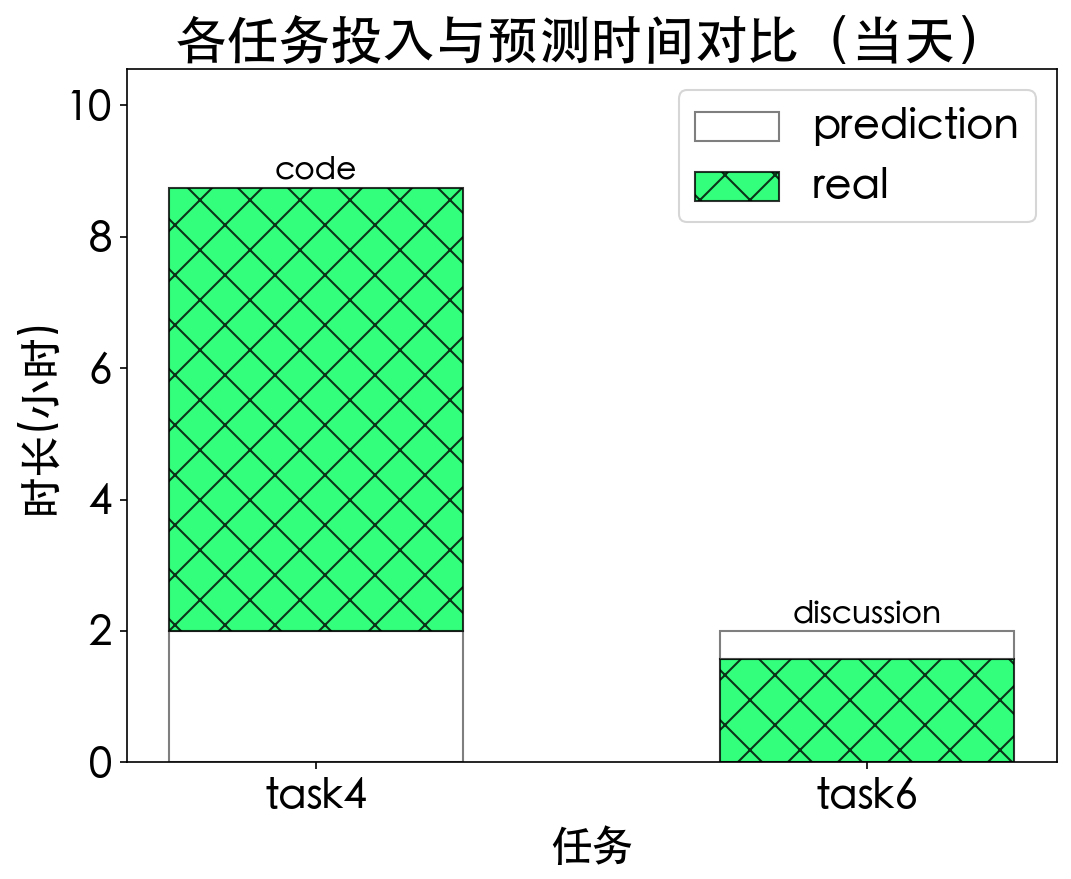 各任务投入与预测时间对比（当天）
prediction
real
code
discussion
时长(小时)
10
8
6
4
2
0
task4
task6
任务